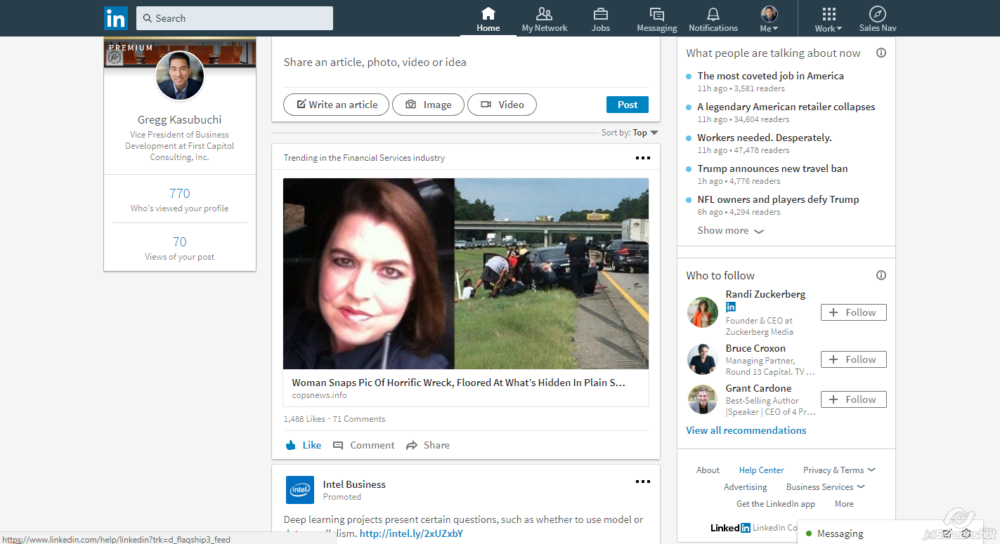 in
Search
Home
My Network
Jobs
Messaging
Notifications
Me
Work
Sales Nav
PREMIUM
Gregg Kasubuchi
Vice President of Business
Development at First Capitol
Consulting, Inc.
770
Who's viewed your profile
70
Views of your post
Share an article, photo, video or idea
Write an article
Image
Video
Post
Sort by: Top
Trending in the Financial Services industry
Woman Snaps Pic Of Horrific Wreck, Floored At What's Hidden In Plain S…
copsnews.info
1,488 Likes · 71 Comments
Like
Comment
Share
intel
Intel Business
Promoted
Deep learning projects present certain questions, such as whether to use model or
http://intel.ly/2xUZxbY
What people are talking about now
The most coveted job in America
11h ago • 3,581 readers
A legendary American retailer collapses
11h ago • 34,604 readers
Workers needed. Desperately.
11h ago • 47,478 readers
Trump announces new travel ban
1h ago • 4,776 readers
NFL owners and players defy Trump
6h ago • 4,294 readers
Show more
Who to follow
Randi Zuckerberg
in
Founder & CEO at
Zuckerberg Media
Follow
Bruce Croxon
Managing Partner,
Round 13 Capital. TV …
Follow
Grant Cardone
Best-Selling Author
|Speaker | CEO of 4 Pr…
Follow
View all recommendations
About
Help Center
Privacy & Terms
Advertising
Business Services
Get the LinkedIn app
More
Linked in LinkedIn Co
Messaging
jetScreenshot
.com
https://www.linkedin.com/help/linkedin?trk=d_flagship3_feed